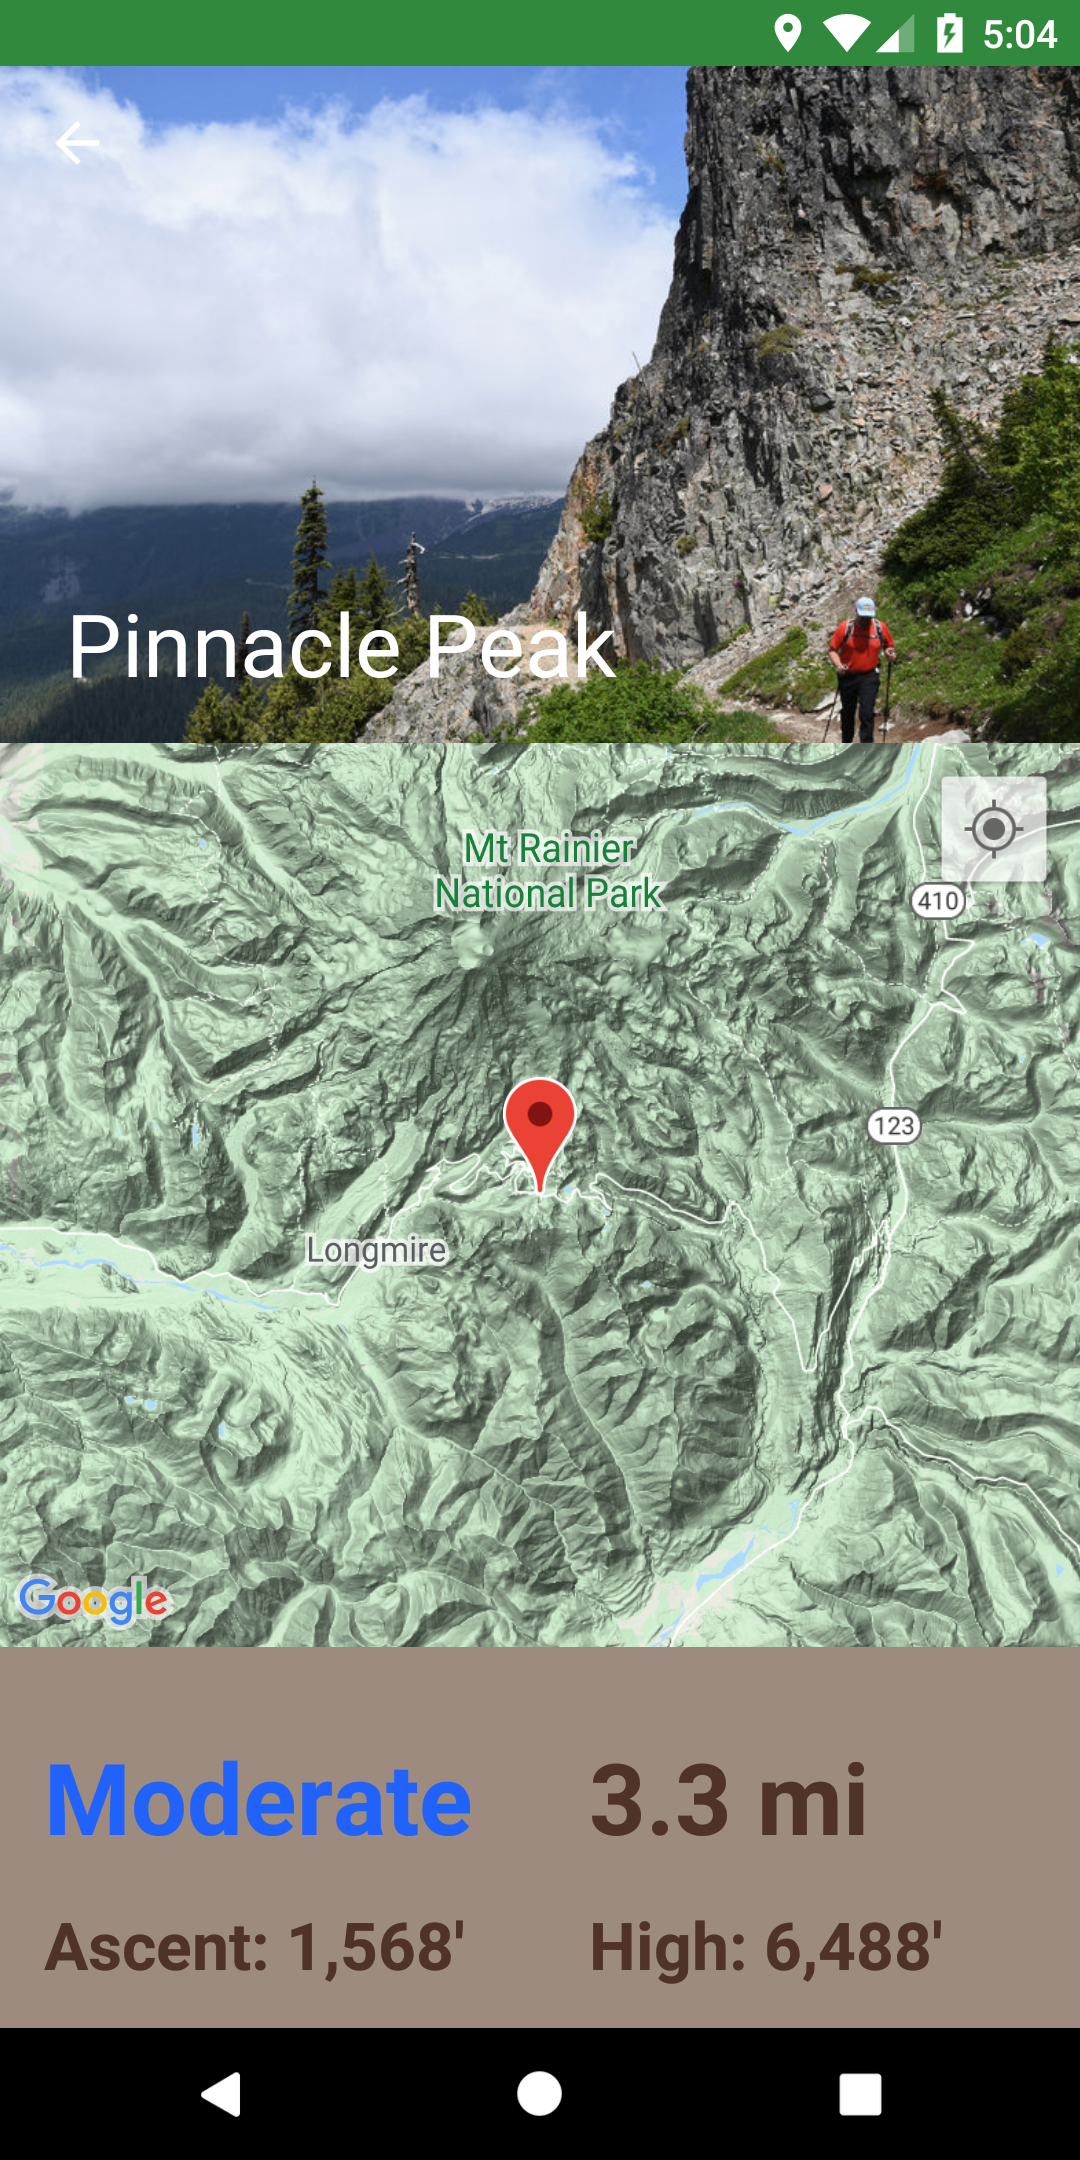 5:04
Pinnacle Peak
Mt Rainier
National Park
410
123
Longmire
Google
Moderate
3.3 mi
Ascent: 1,568'
High: 6,488'